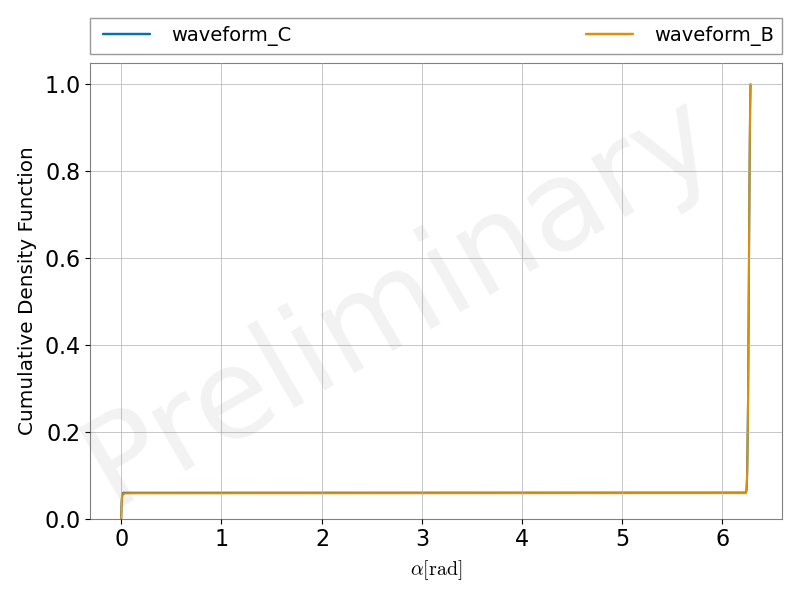 waveform_C
waveform_B
1.0
0.8
0.6
0.4
0.2
0.0
Cumulative Density Function
Preliminary
0 1 2 3 4 5 6
α[rad]